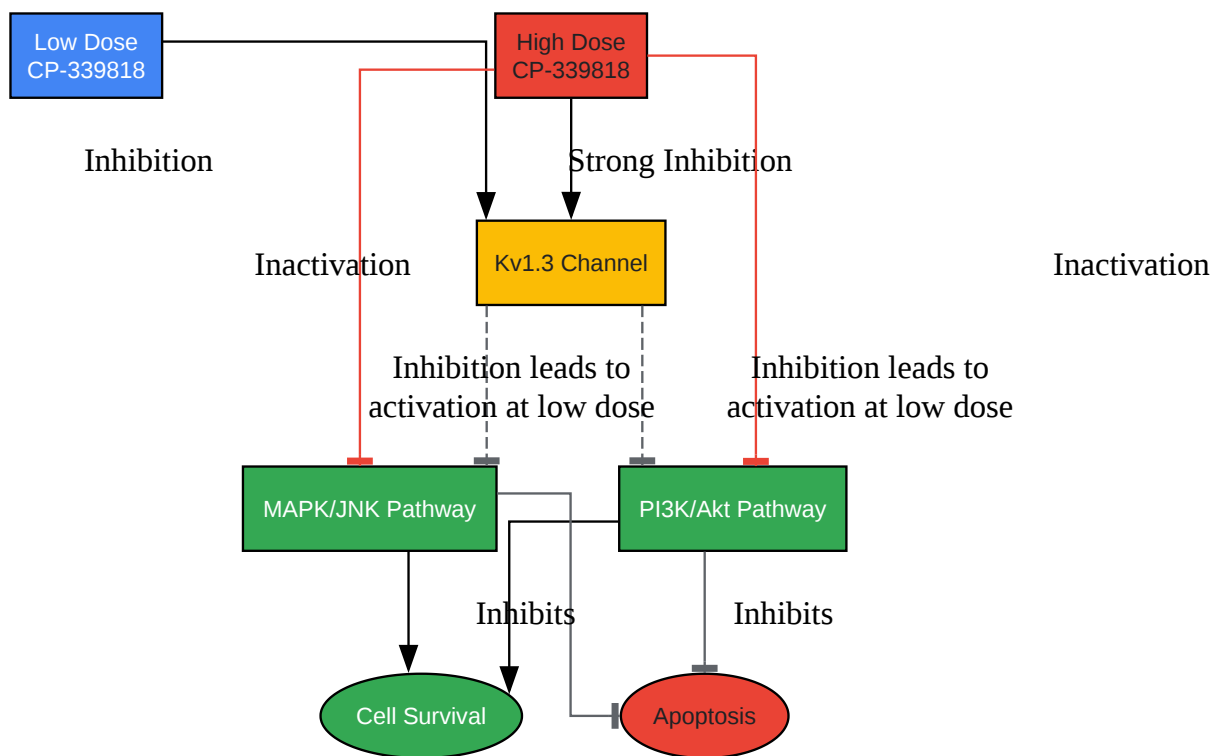 Low Dose
CP-339818
High Dose
CP-339818
Inhibition
Strong Inhibition
Inactivation
Kv1.3 Channel
Inactivation
Inhibition leads to
activation at low dose
Inhibition leads to
activation at low dose
MAPK/JNK Pathway
PI3K/Akt Pathway
Inhibits
Inhibits
Cell Survival
Apoptosis